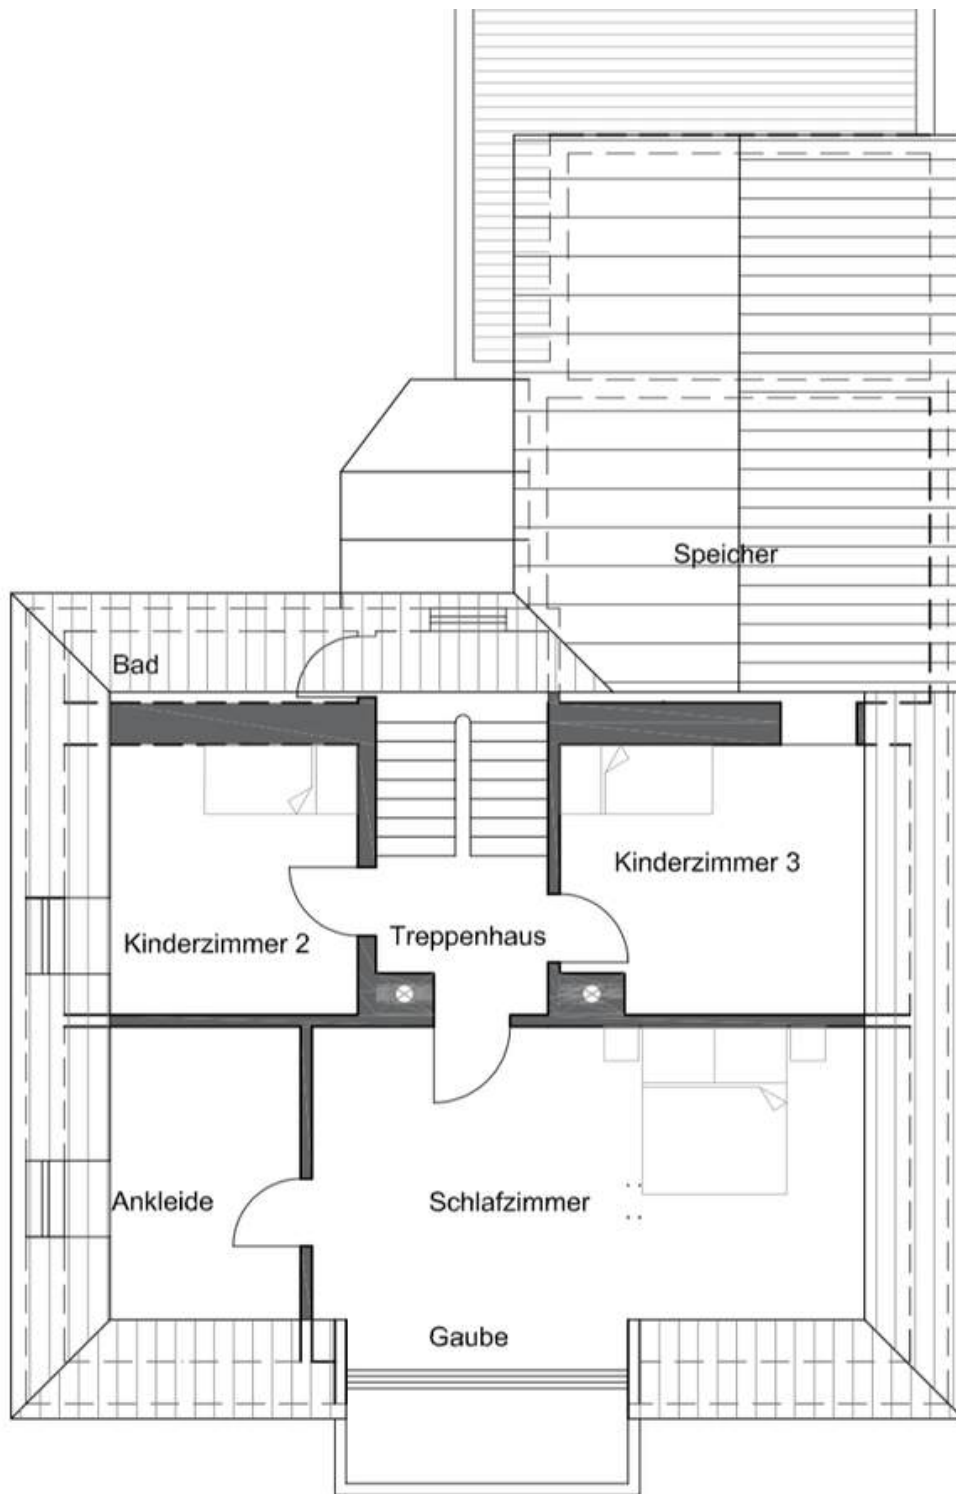 Speicher
Bad
Kinderzimmer 3
Kinderzimmer 2
Treppenhaus
Ankleide
Schlafzimmer
Gaube